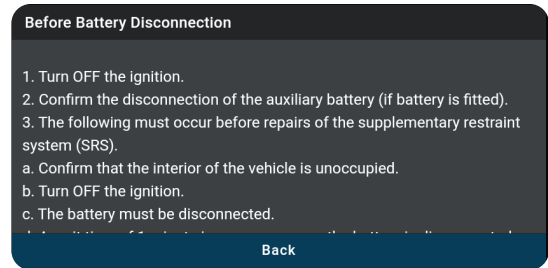 Before Battery Disconnection
1. Turn OFF the ignition.
2. Confirm the disconnection of the auxiliary battery (if battery is fitted).
3. The following must occur before repairs of the supplementary restraint
system (SRS).
a. Confirm that the interior of the vehicle is unoccupied.
b. Turn OFF the ignition.
c. The battery must be disconnected.
Back